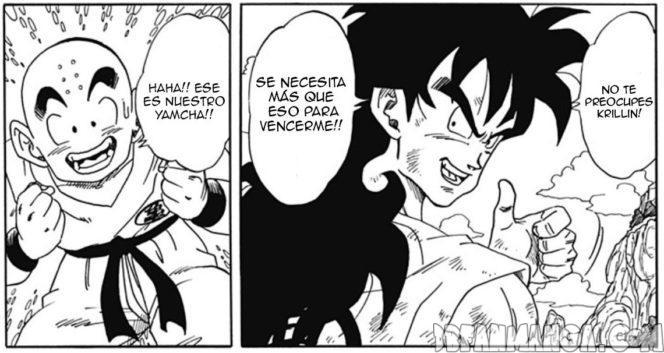 NO TE
PREOCUPES
KRILLIN!
SE NECESITA
MÁS QUE
ESO PARA
VENCERME!!
HAHA!! ESE
ES NUESTRO
YAMCHA!!